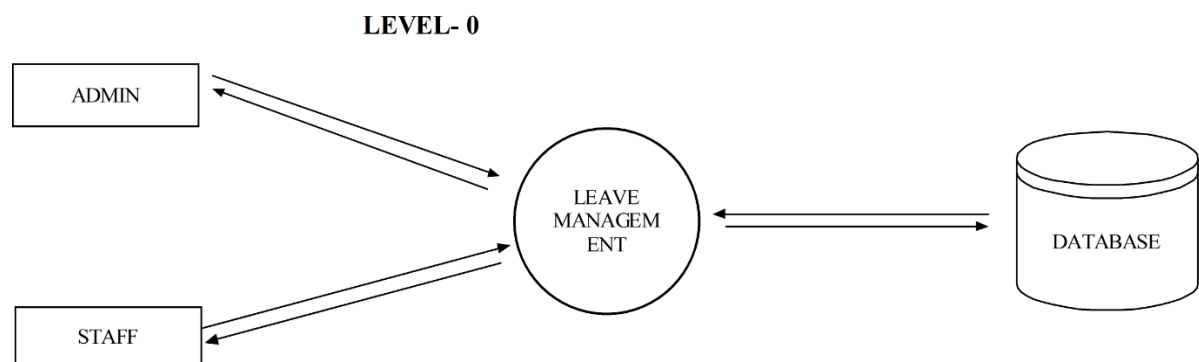 LEVEL- 0
ADMIN
LEAVE
MANAGEM
ENT
DATABASE
STAFF